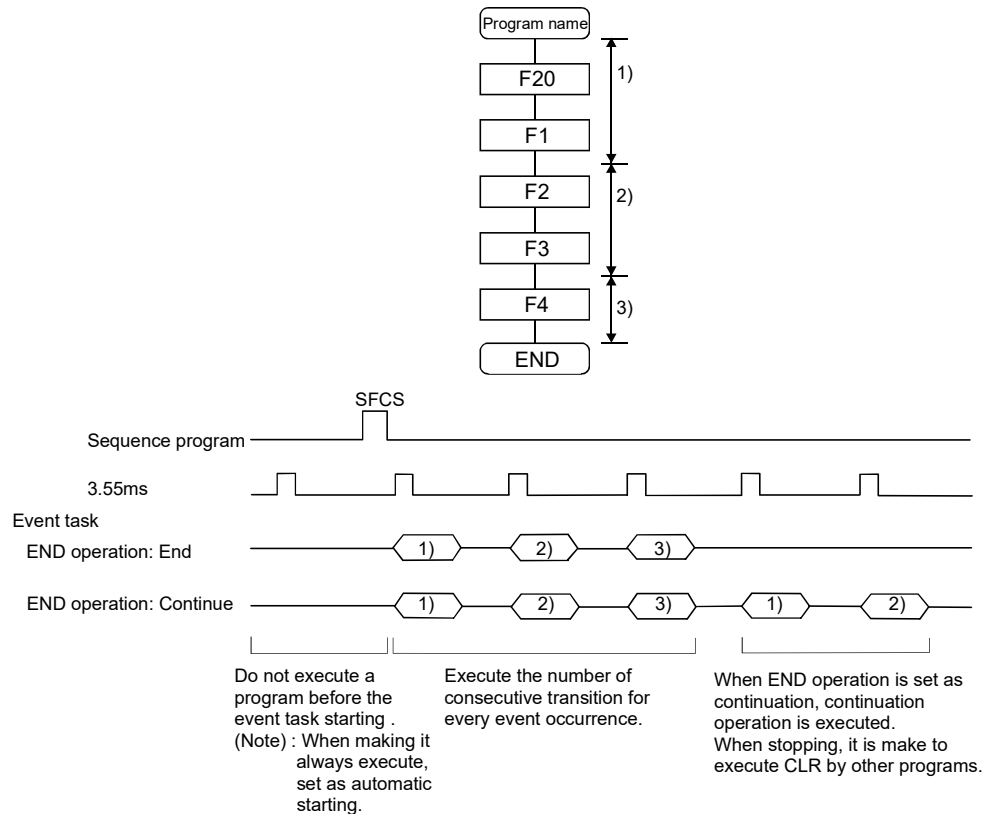 Program name
F20
1)
F1
F2
2)
F3
F4
3)
END
SFCS
Sequence program
3.55ms
Event task
END operation: End
1)
2)
3)
END operation: Continue
1)
2)
3)
1)
2)
Do not execute a
program before the
event task starting .
(Note) : When making it
always execute,
set as automatic
starting.
Execute the number of
consecutive transition for
every event occurrence.
When END operation is set as
continuation, continuation
operation is executed.
When stopping, it is make to
execute CLR by other programs.